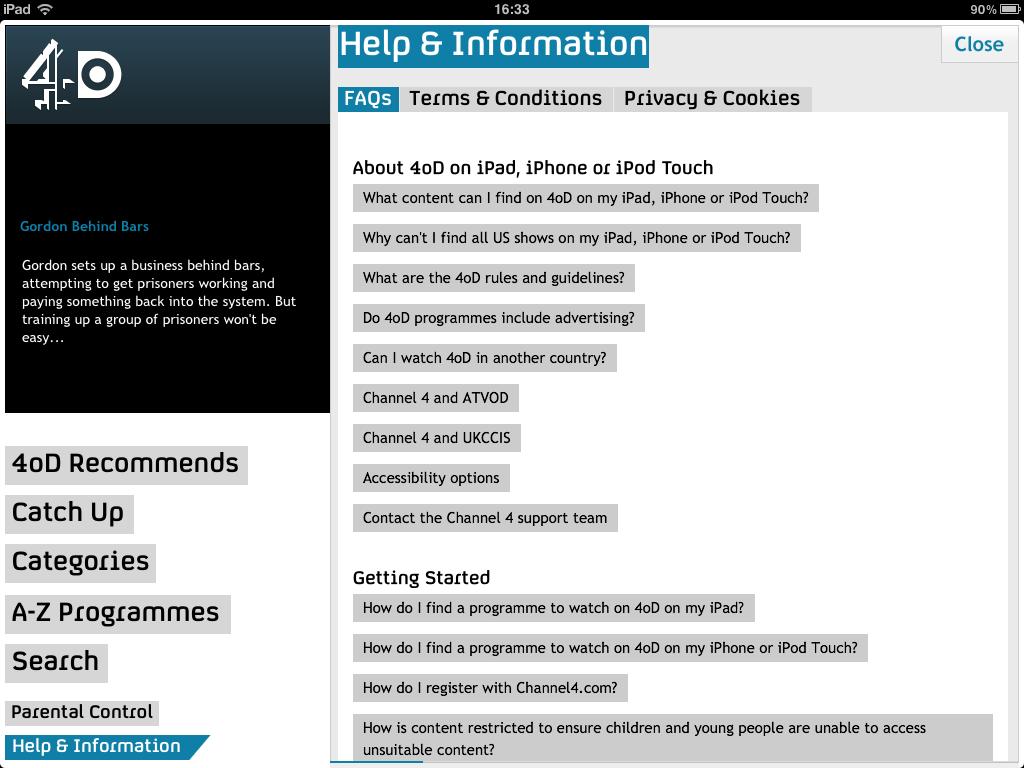 iPad 16:33 90%
4oD
Gordon Behind Bars
Gordon sets up a business behind bars,
attempting to get prisoners working and
paying something back into the system. But
training up a group of prisoners won't be
easy...
4oD Recommends
Catch Up
Categories
A-Z Programmes
Search
Parental Control
Help & Information
Help & Information
Close
FAQs Terms & Conditions Privacy & Cookies
About 4oD on iPad, iPhone or iPod Touch
What content can I find on 4oD on my iPad, iPhone or iPod Touch?
Why can't I find all US shows on my iPad, iPhone or iPod Touch?
What are the 4oD rules and guidelines?
Do 4oD programmes include advertising?
Can I watch 4oD in another country?
Channel 4 and ATVOD
Channel 4 and UKCCIS
Accessibility options
Contact the Channel 4 support team
Getting Started
How do I find a programme to watch on 4oD on my iPad?
How do I find a programme to watch on 4oD on my iPhone or iPod Touch?
How do I register with Channel4.com?
How is content restricted to ensure children and young people are unable to access
unsuitable content?